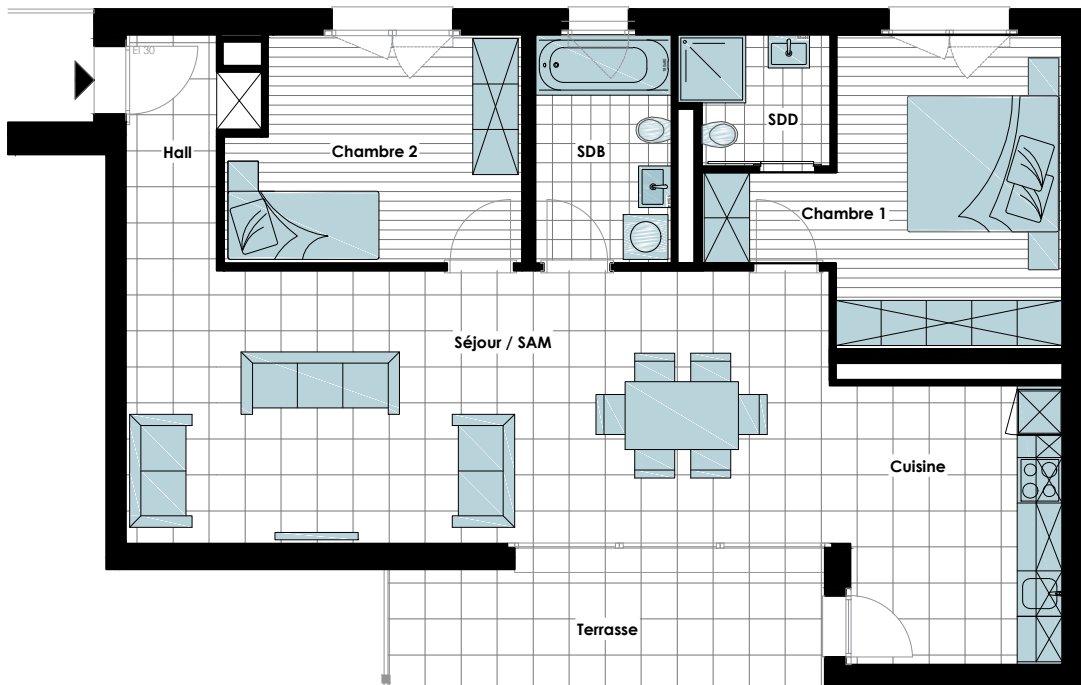 EI 30
Hall
Chambre 2
SDB
SDD
Chambre 1
Séjour / SAM
Cuisine
Terrasse